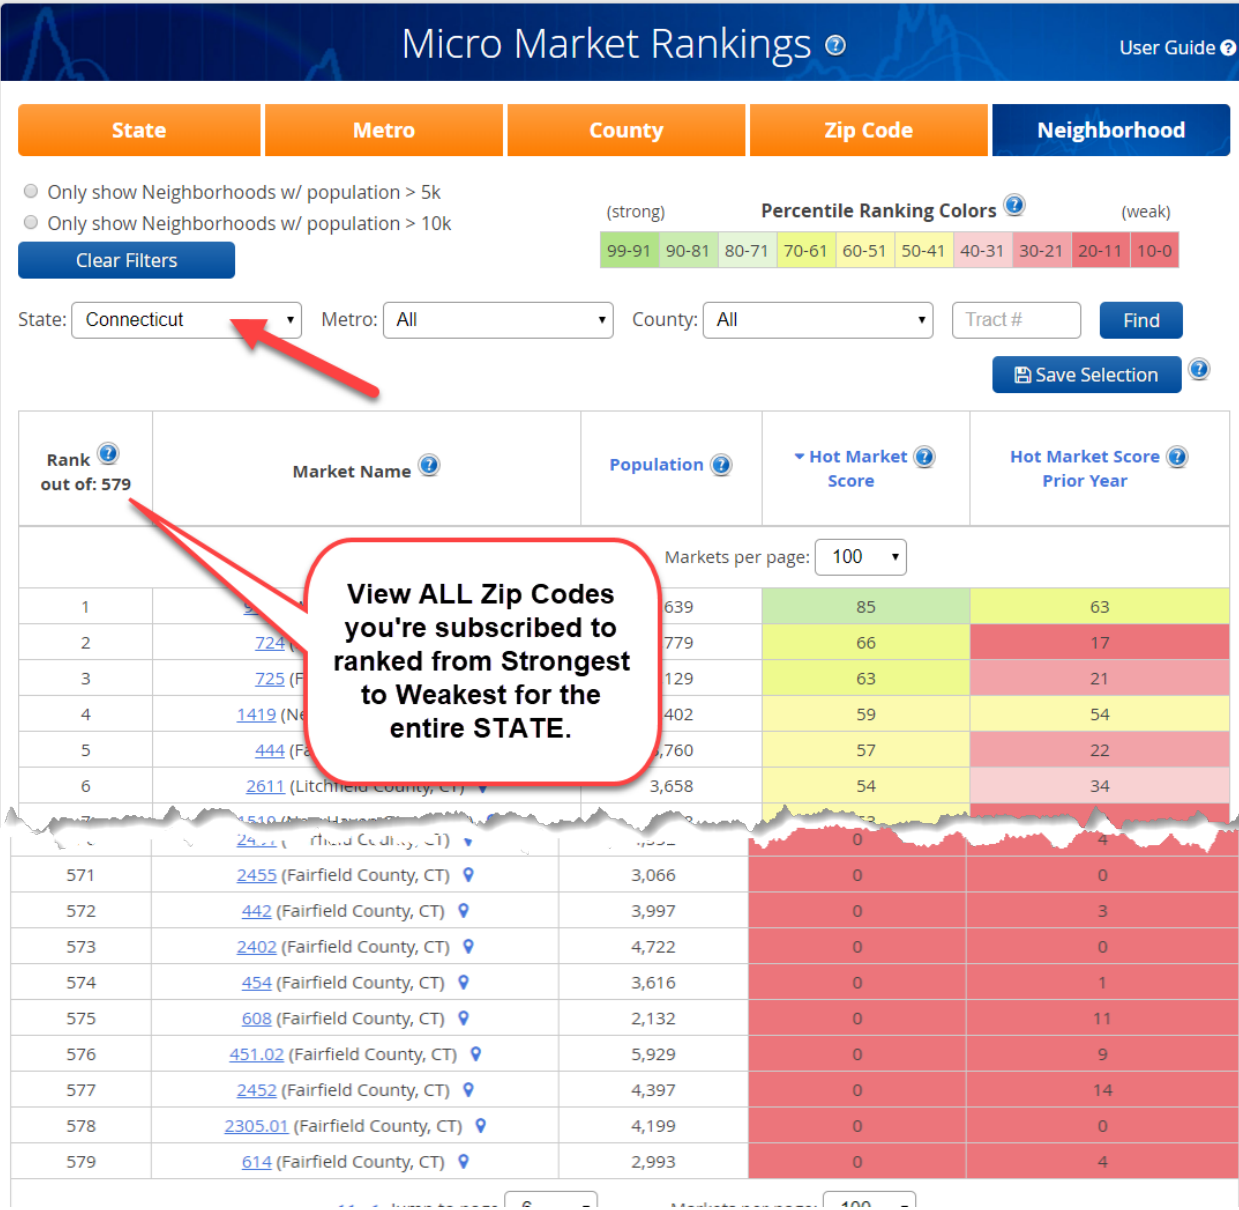 Micro Market Rankings
User Guide
State Metro County Zip Code Neighborhood
Only show Neighborhoods w/ population > 5k
Only show Neighborhoods w/ population > 10k
Clear Filters
(strong) Percentile Ranking Colors (weak)
99-91 90-81 80-71 70-61 60-51 50-41 40-31 30-21 20-11 10-0
State: Connecticut Metro: All County: All Tract # Find
Save Selection
Rank out of: 579
Market Name
Population
Hot Market Score
Hot Market Score Prior Year
Markets per page: 100
View ALL Zip Codes
you're subscribed to
ranked from Strongest
to Weakest for the
entire STATE.
1 639 85 63
2 724 779 66 17
3 725 129 63 21
4 1419 402 59 54
5 444 ,760 57 22
6 2611 (Litchfield County, CT) 3,658 54 34
0 4
571 2455 (Fairfield County, CT) 3,066 0 0
572 442 (Fairfield County, CT) 3,997 0 3
573 2402 (Fairfield County, CT) 4,722 0 0
574 454 (Fairfield County, CT) 3,616 0 1
575 608 (Fairfield County, CT) 2,132 0 11
576 451.02 (Fairfield County, CT) 5,929 0 9
577 2452 (Fairfield County, CT) 4,397 0 14
578 2305.01 (Fairfield County, CT) 4,199 0 0
579 614 (Fairfield County, CT) 2,993 0 4
Jump to page 6 Markets per page: 100